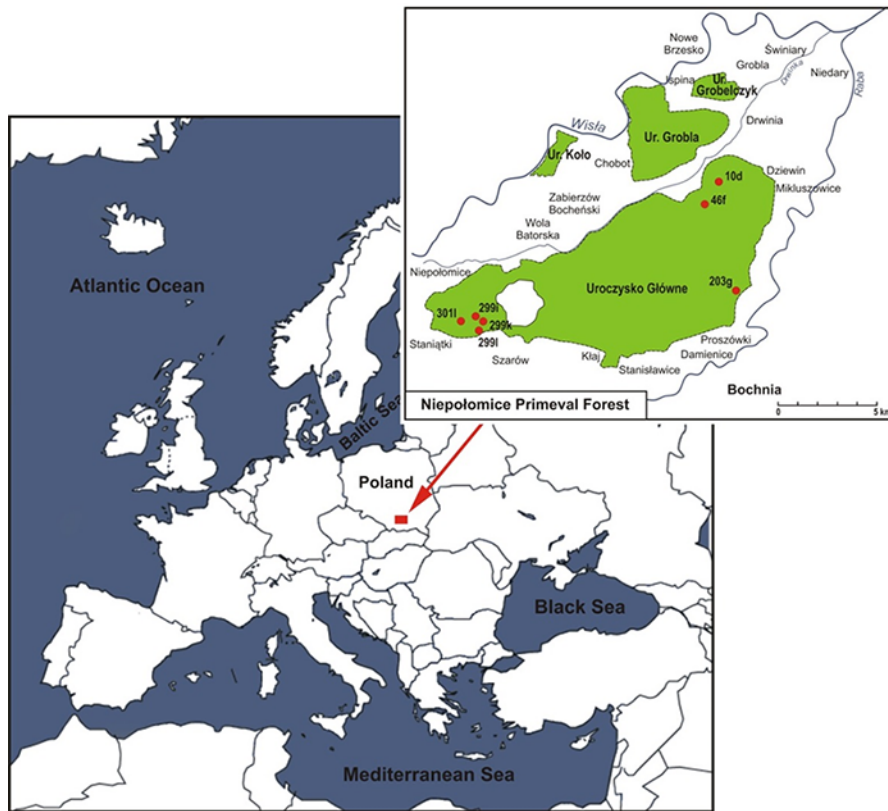 Nowe
Brzesko
Świniary
Grobla
Niedary
Drwinka
Raba
Ispina
Ur.
Grobelczyk
Wisła
Drwinia
Ur. Grobla
Ur. Koło
Chobot
Dziewin
Mikluszowice
10d
46f
Zabierzów
Bocheński
Wola
Batorska
Niepołomice
Uroczysko Główne
203g
301l
299i
299k
299l
Staniątki
Szarów
Kłaj
Stanisławice
Proszówki
Damienice
Bochnia
Niepołomice Primeval Forest
0
5 km
Atlantic Ocean
Baltic Sea
Poland
Black Sea
Mediterranean Sea